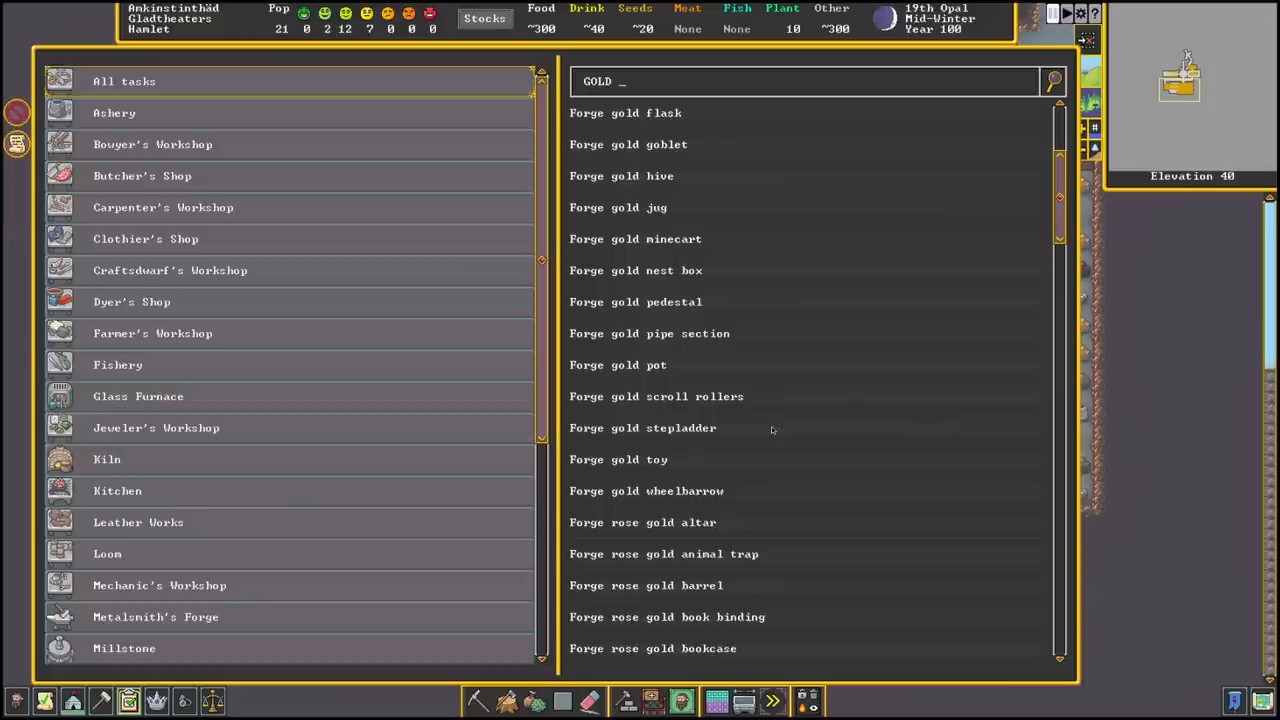 Amkinstinthäd
Gladtheaters
Hamlet
Pop
21 0 2 12 7 0 0 0
Stocks
Food Drink Seeds Meat Fish Plant Other
~300 ~40 ~20 None None 10 ~300
19th Opal
Mid-Winter
Year 100
Elevation 40
All tasks
Ashery
Bowyer's Workshop
Butcher's Shop
Carpenter's Workshop
Clothier's Shop
Craftsdwarf's Workshop
Dyer's Shop
Farmer's Workshop
Fishery
Glass Furnace
Jeweler's Workshop
Kiln
Kitchen
Leather Works
Loom
Mechanic's Workshop
Metalsmith's Forge
Millstone
GOLD _
Forge gold flask
Forge gold goblet
Forge gold hive
Forge gold jug
Forge gold minecart
Forge gold nest box
Forge gold pedestal
Forge gold pipe section
Forge gold pot
Forge gold scroll rollers
Forge gold stepladder
Forge gold toy
Forge gold wheelbarrow
Forge rose gold altar
Forge rose gold animal trap
Forge rose gold barrel
Forge rose gold book binding
Forge rose gold bookcase